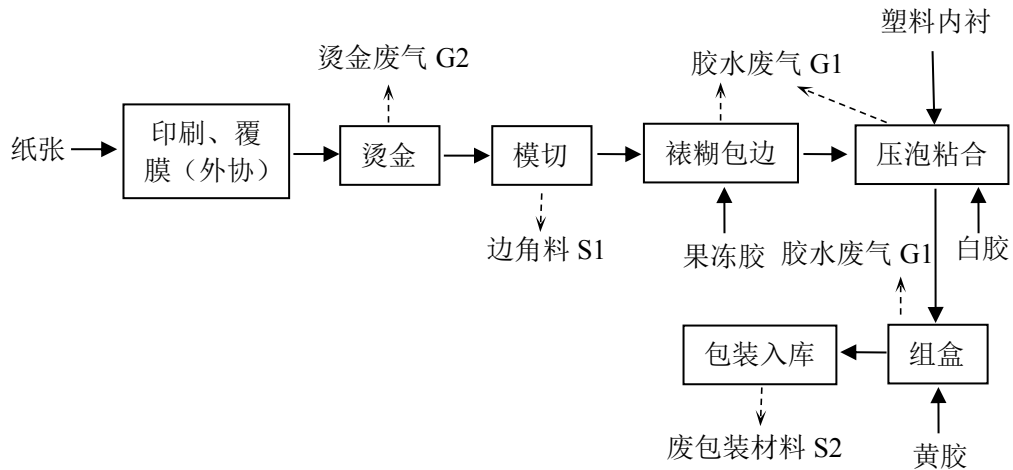 塑料内衬
烫金废气 G2
胶水废气 G1
纸张
印刷、覆
膜（外协）
烫金
模切
裱糊包边
压泡粘合
边角料 S1
果冻胶
胶水废气 G1
白胶
包装入库
组盒
废包装材料 S2
黄胶